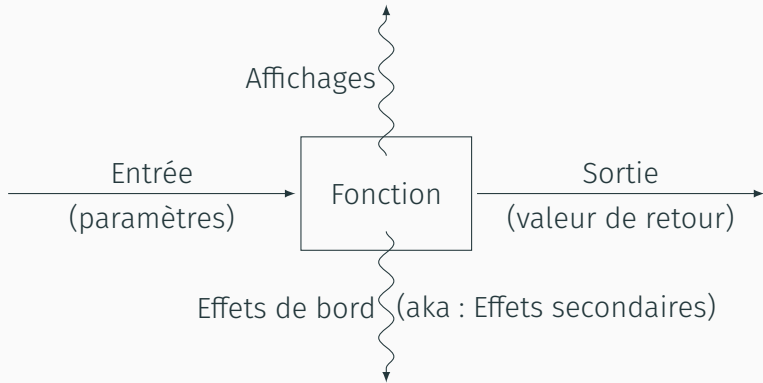 Affichages
Entrée
(paramètres)
Fonction
Sortie
(valeur de retour)
Effets de bord (aka : Effets secondaires)